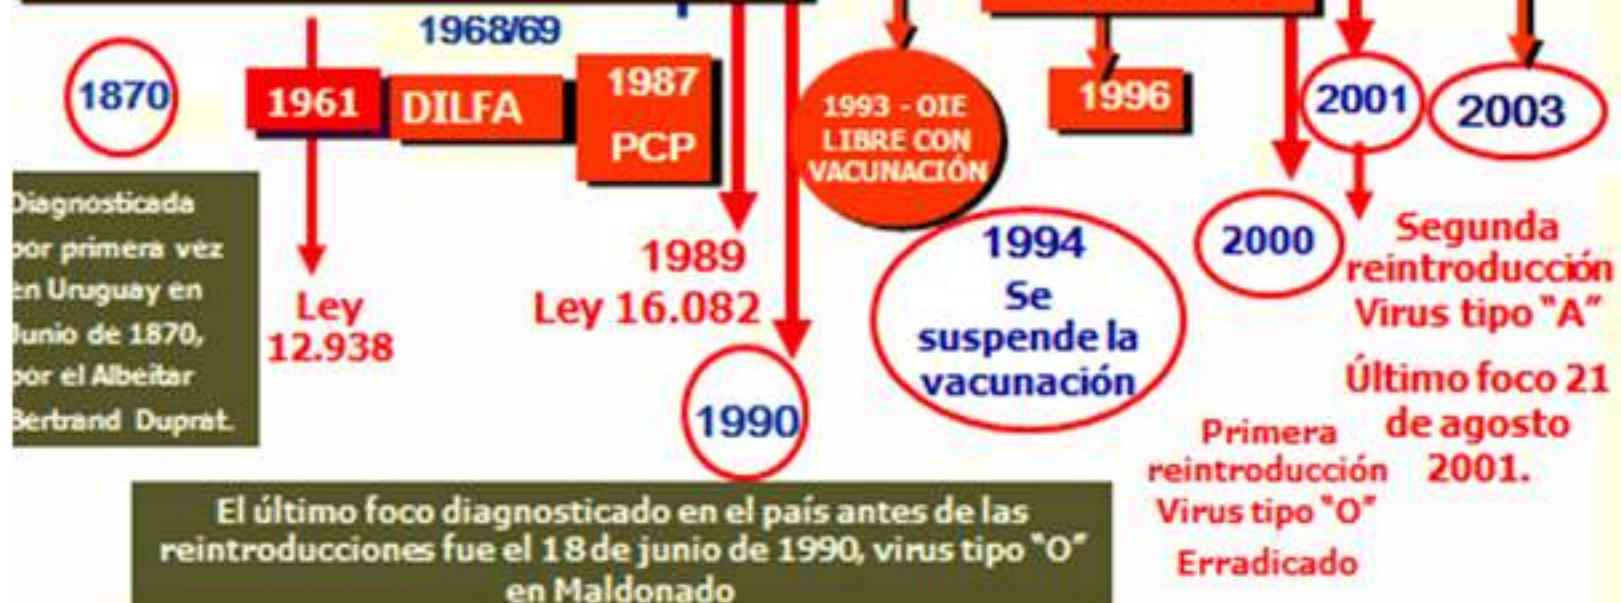 1968/69
1870
1961
DILFA
1987
PCP
1993 - OIE
LIBRE CON
VACUNACIÓN
1996
2001
2003
Diagnosticada
por primera vez
en Uruguay en
Junio de 1870,
por el Albeitar
Bertrand Duprat.
Ley
12.938
1989
Ley 16.082
1990
1994
Se
suspende la
vacunación
2000
Segunda
reintroducción
Virus tipo "A"
Último foco 21
de agosto
2001.
Primera
reintroducción
Virus tipo "O"
Erradicado
El último foco diagnosticado en el país antes de las
reintroducciones fue el 18 de junio de 1990, virus tipo "O"
en Maldonado